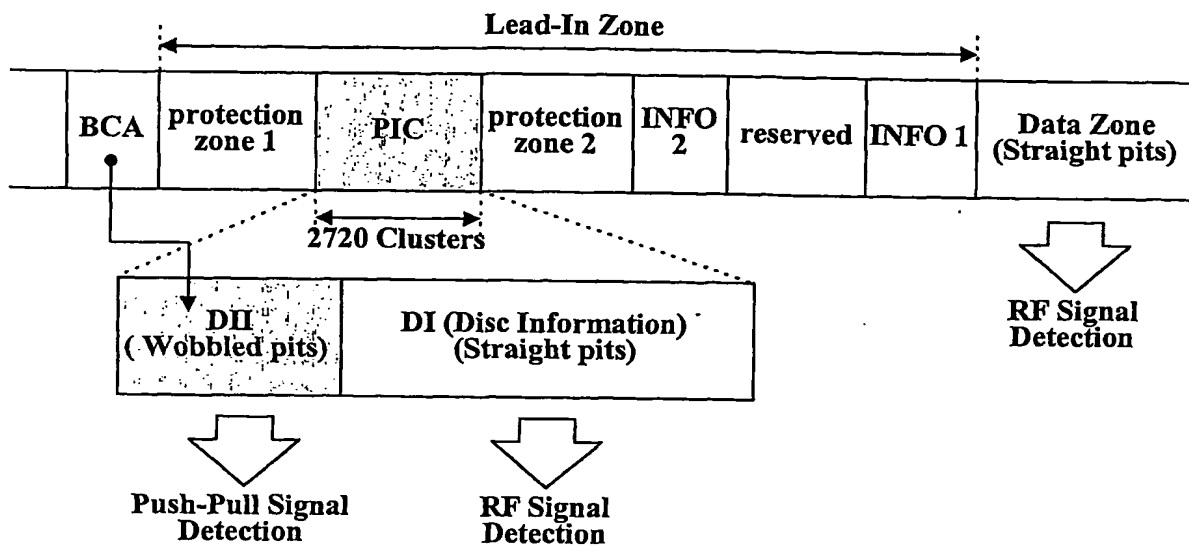 Lead-In Zone
BCA
protection
zone 1
PIC
protection
zone 2
INFO
2
reserved
INFO 1
Data Zone
(Straight pits)
2720 Clusters
DII
( Wobbled pits)
DI (Disc Information)
(Straight pits)
RF Signal
Detection
Push-Pull Signal
Detection
RF Signal
Detection